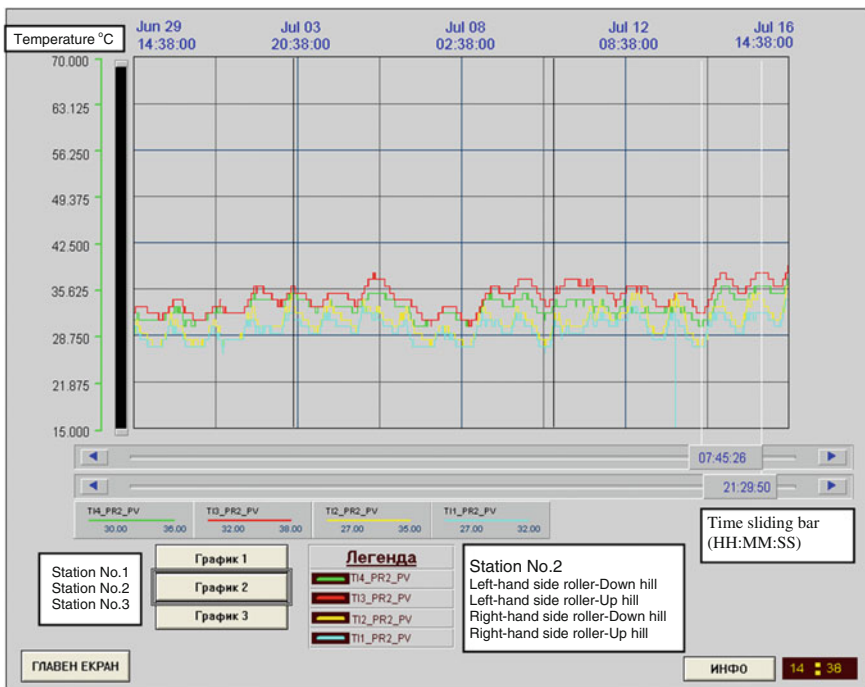 Jun 29 Jul 03 Jul 08 Jul 12 Jul 16
14:38:00 20:38:00 02:38:00 08:38:00 14:38:00
Temperature °C
70.000
63.125
56.250
49.375
42.500
35.625
28.750
21.875
15.000
07:45:26
21:29:50
TI4_PR2_PV TI3_PR2_PV TI2_PR2_PV TI1_PR2_PV
30.00 36.00 32.00 38.00 27.00 35.00 27.00 32.00
Time sliding bar
(HH:MM:SS)
Station No.1
Station No.2
Station No.3
График 1
График 2
График 3
Легенда
TI4_PR2_PV
TI3_PR2_PV
TI2_PR2_PV
TI1_PR2_PV
Station No.2
Left-hand side roller-Down hill
Left-hand side roller-Up hill
Right-hand side roller-Down hill
Right-hand side roller-Up hill
ГЛАВЕН ЕКРАН
ИНФО
14 : 38